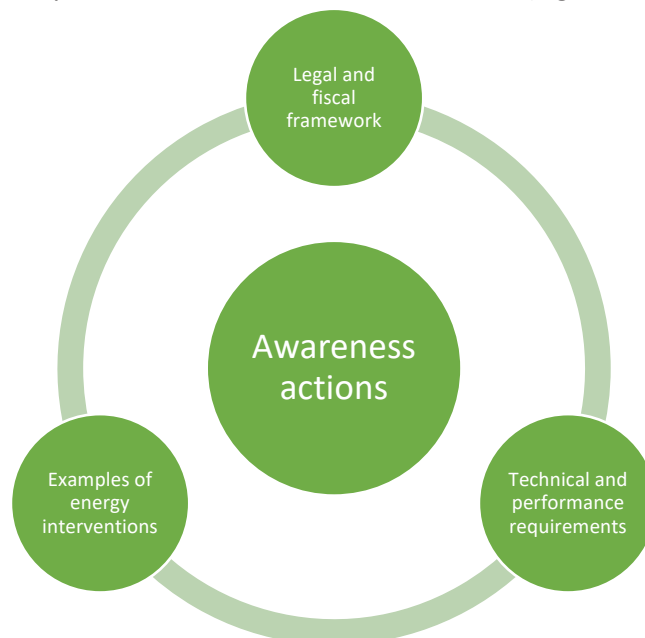 Legal and
fiscal
framework
Awareness
actions
Examples of
energy
interventions
Technical and
performance
requirements